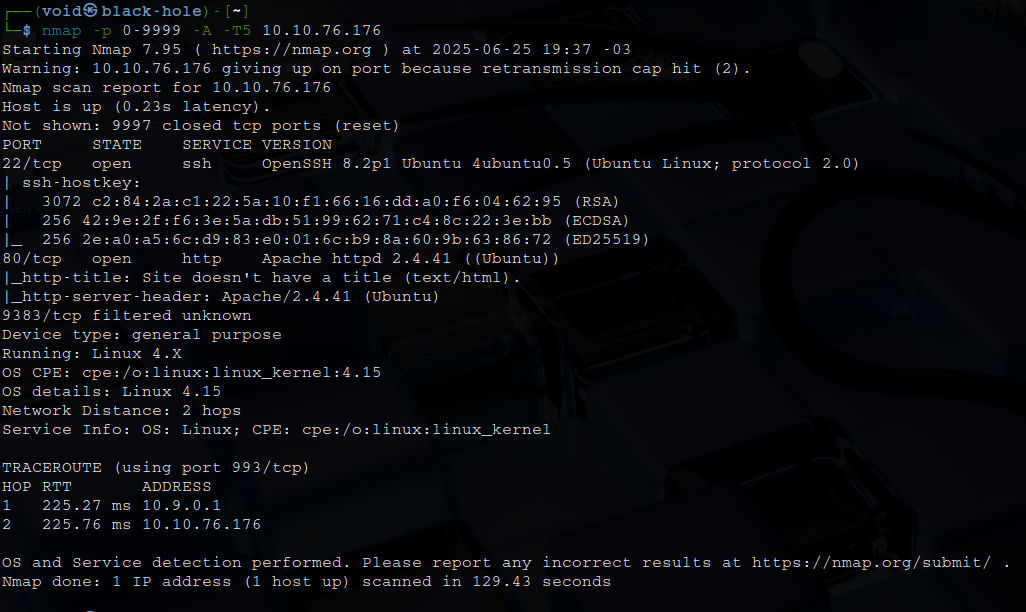 ┌──(void㉿black-hole)-[~]
└─$ nmap -p 0-9999 -A -T5 10.10.76.176
Starting Nmap 7.95 ( https://nmap.org ) at 2025-06-25 19:37 -03
Warning: 10.10.76.176 giving up on port because retransmission cap hit (2).
Nmap scan report for 10.10.76.176
Host is up (0.23s latency).
Not shown: 9997 closed tcp ports (reset)
PORT     STATE    SERVICE VERSION
22/tcp   open     ssh     OpenSSH 8.2p1 Ubuntu 4ubuntu0.5 (Ubuntu Linux; protocol 2.0)
| ssh-hostkey:
|   3072 c2:84:2a:c1:22:5a:10:f1:66:16:dd:a0:f6:04:62:95 (RSA)
|   256 42:9e:2f:f6:3e:5a:db:51:99:62:71:c4:8c:22:3e:bb (ECDSA)
|_  256 2e:a0:a5:6c:d9:83:e0:01:6c:b9:8a:60:9b:63:86:72 (ED25519)
80/tcp   open     http    Apache httpd 2.4.41 ((Ubuntu))
|_http-title: Site doesn't have a title (text/html).
|_http-server-header: Apache/2.4.41 (Ubuntu)
9383/tcp filtered unknown
Device type: general purpose
Running: Linux 4.X
OS CPE: cpe:/o:linux:linux_kernel:4.15
OS details: Linux 4.15
Network Distance: 2 hops
Service Info: OS: Linux; CPE: cpe:/o:linux:linux_kernel
TRACEROUTE (using port 993/tcp)
HOP RTT       ADDRESS
1   225.27 ms 10.9.0.1
2   225.76 ms 10.10.76.176
OS and Service detection performed. Please report any incorrect results at https://nmap.org/submit/ .
Nmap done: 1 IP address (1 host up) scanned in 129.43 seconds